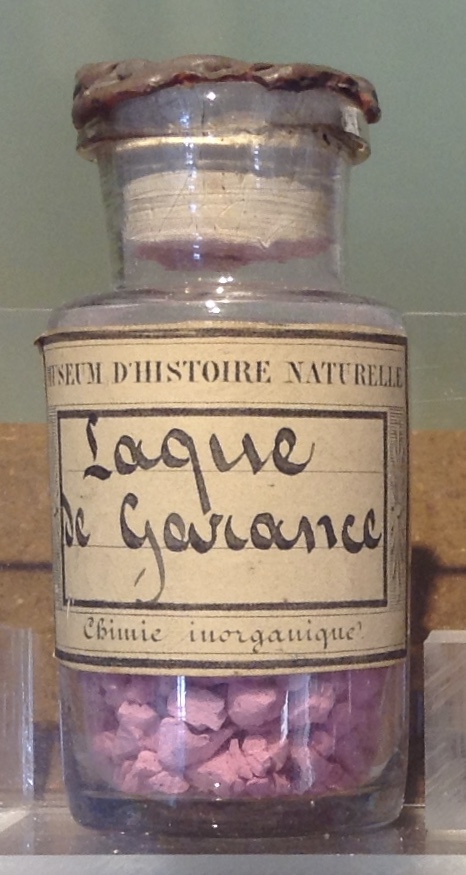 MUSEUM D'HISTOIRE NATURELLE
Laque
de Garance
Chimie inorganique